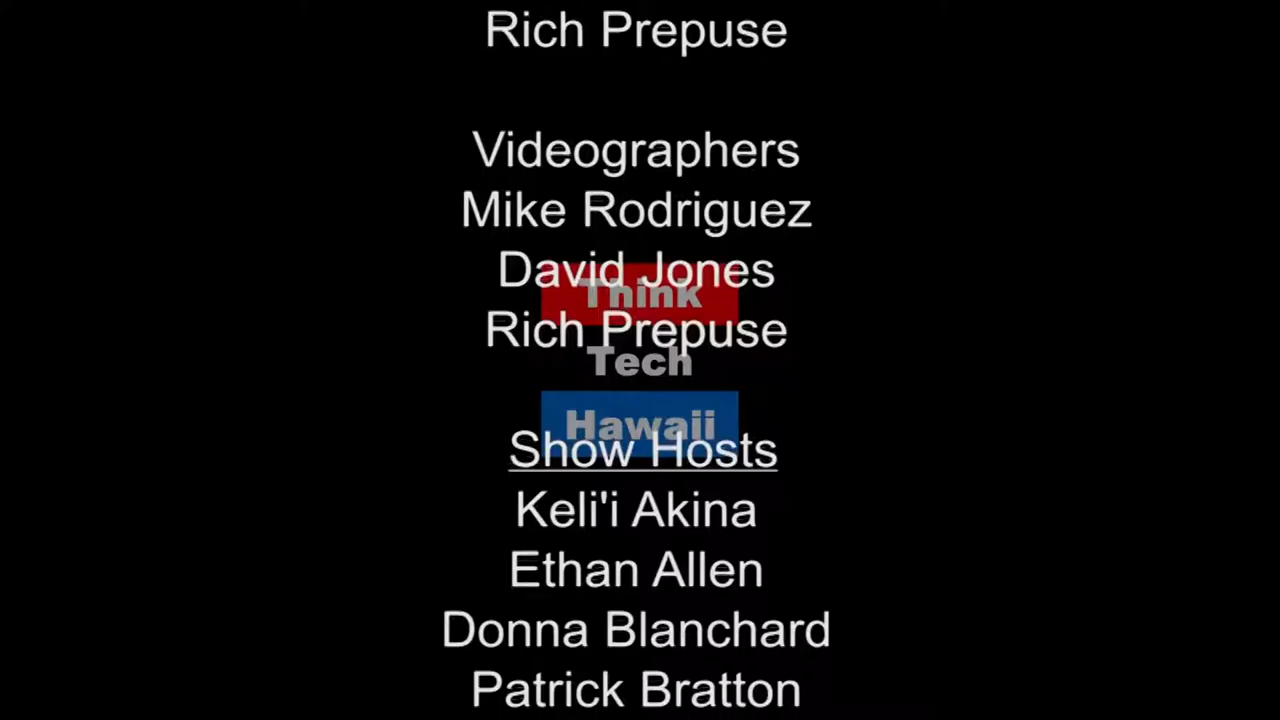 Rich Prepuse
Videographers
Mike Rodriguez
David Jones
Think
Rich Prepuse
Tech
Hawaii
Show Hosts
Keli'i Akina
Ethan Allen
Donna Blanchard
Patrick Bratton